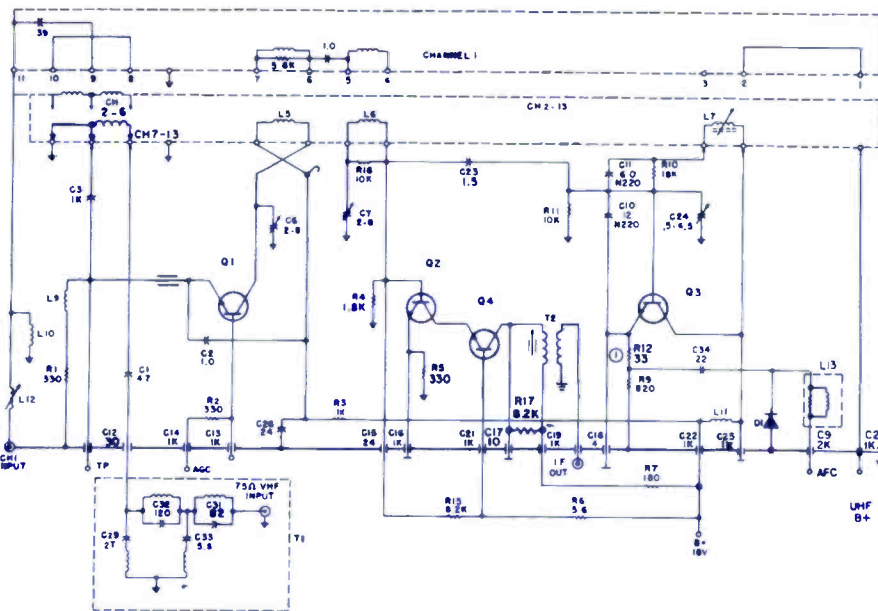 39
1.0
5.6K
CHANNEL 1
11 10 9 8 7 6 5 4 3 2 1
CH 2-13
CH
2-6
CH7-13
L5
L6
L7
C3
1K
R18
10K
C23
1.5
C11
6.0
N220
R10
18K
C6
2-8
C7
2-8
R11
10K
C10
12
N220
C24
.5-6.5
Q1
Q2
Q4
Q3
L9
L10
R4
1.8K
T2
R12
33
C34
22
1
L13
R1
330
C1
47
C2
1.0
R5
330
R17
8.2K
R9
820
D1
L12
R2
330
R3
1K
L11
CH1
INPUT
C12
30
C14
1K
C13
1K
C26
24
C15
24
C16
1K
C21
1K
C17
10
C19
1K
C18
4
C22
1K
C25
1K
C9
2K
TP
AGC
I.F
OUT
R7
180
AFC
UHF
B+
75Ω VHF
INPUT
C32
120
C31
82
R15
8.2K
R6
56
C29
27
C33
5.8
T1
B+
18V